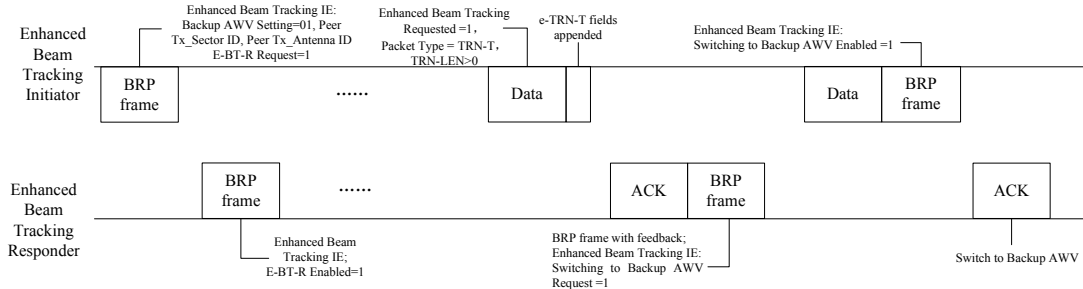 Enhanced Beam Tracking IE:
Backup AWV Setting=01, Peer
Tx_Sector ID, Peer Tx_Antenna ID
E-BT-R Request=1
Enhanced Beam Tracking
Requested =1，
Packet Type = TRN-T，
TRN-LEN>0
e-TRN-T fields
appended
Enhanced Beam Tracking IE:
Switching to Backup AWV Enabled =1
Enhanced
Beam
Tracking
Initiator
BRP
frame
......
Data
Data
BRP
frame
Enhanced
Beam
Tracking
Responder
BRP
frame
......
ACK
BRP
frame
ACK
Enhanced Beam
Tracking IE;
E-BT-R Enabled=1
BRP frame with feedback;
Enhanced Beam Tracking IE:
Switching to Backup AWV
Request =1
Switch to Backup AWV